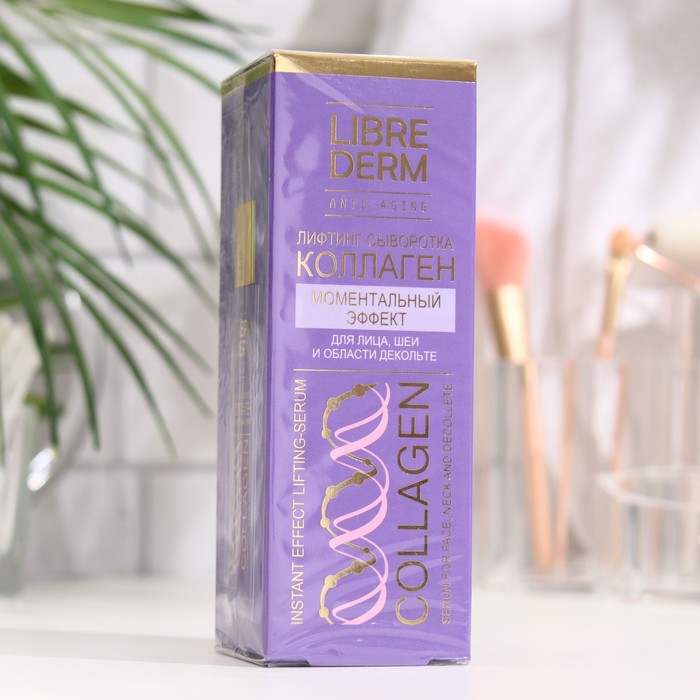 LIBRE
DERM
ANTI-AGING
ЛИФТИНГ-СЫВОРОТКА
КОЛЛАГЕН
МОМЕНТАЛЬНЫЙ
ЭФФЕКТ
ДЛЯ ЛИЦА, ШЕИ
И ОБЛАСТИ ДЕКОЛЬТЕ
INSTANT EFFECT LIFTING-SERUM
COLLAGEN
SERUM FOR FACE, NECK AND DECOLLETE
COLLAGEN